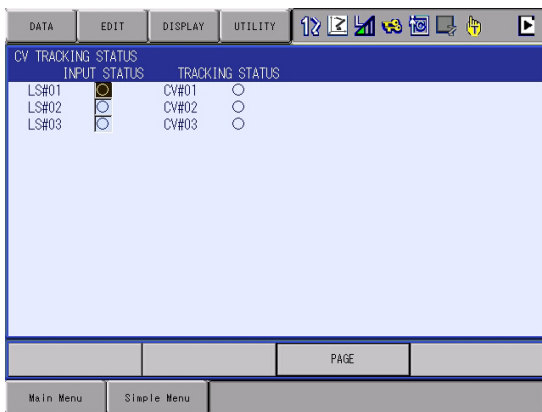 DATA EDIT DISPLAY UTILITY
CV TRACKING STATUS
INPUT STATUS TRACKING STATUS
LS#01 CV#01
LS#02 CV#02
LS#03 CV#03
PAGE
Main Menu Simple Menu